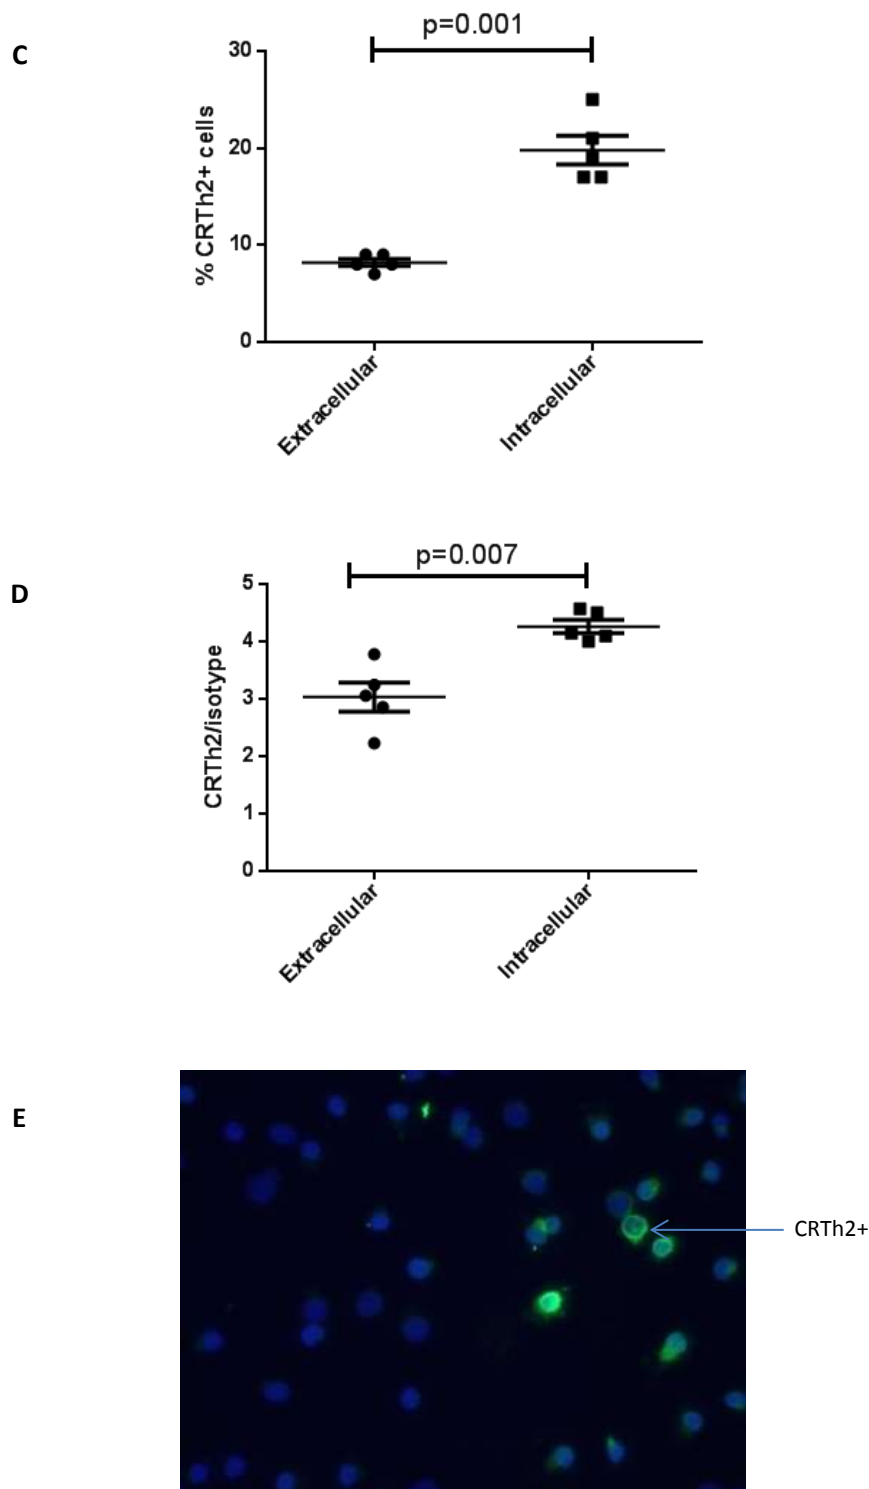 C
p=0.001
30
20
10
0
% CRTh2+ cells
Extracellular
Intracellular
D
p=0.007
5
4
3
2
1
0
CRTh2/isotype
Extracellular
Intracellular
E
CRTh2+